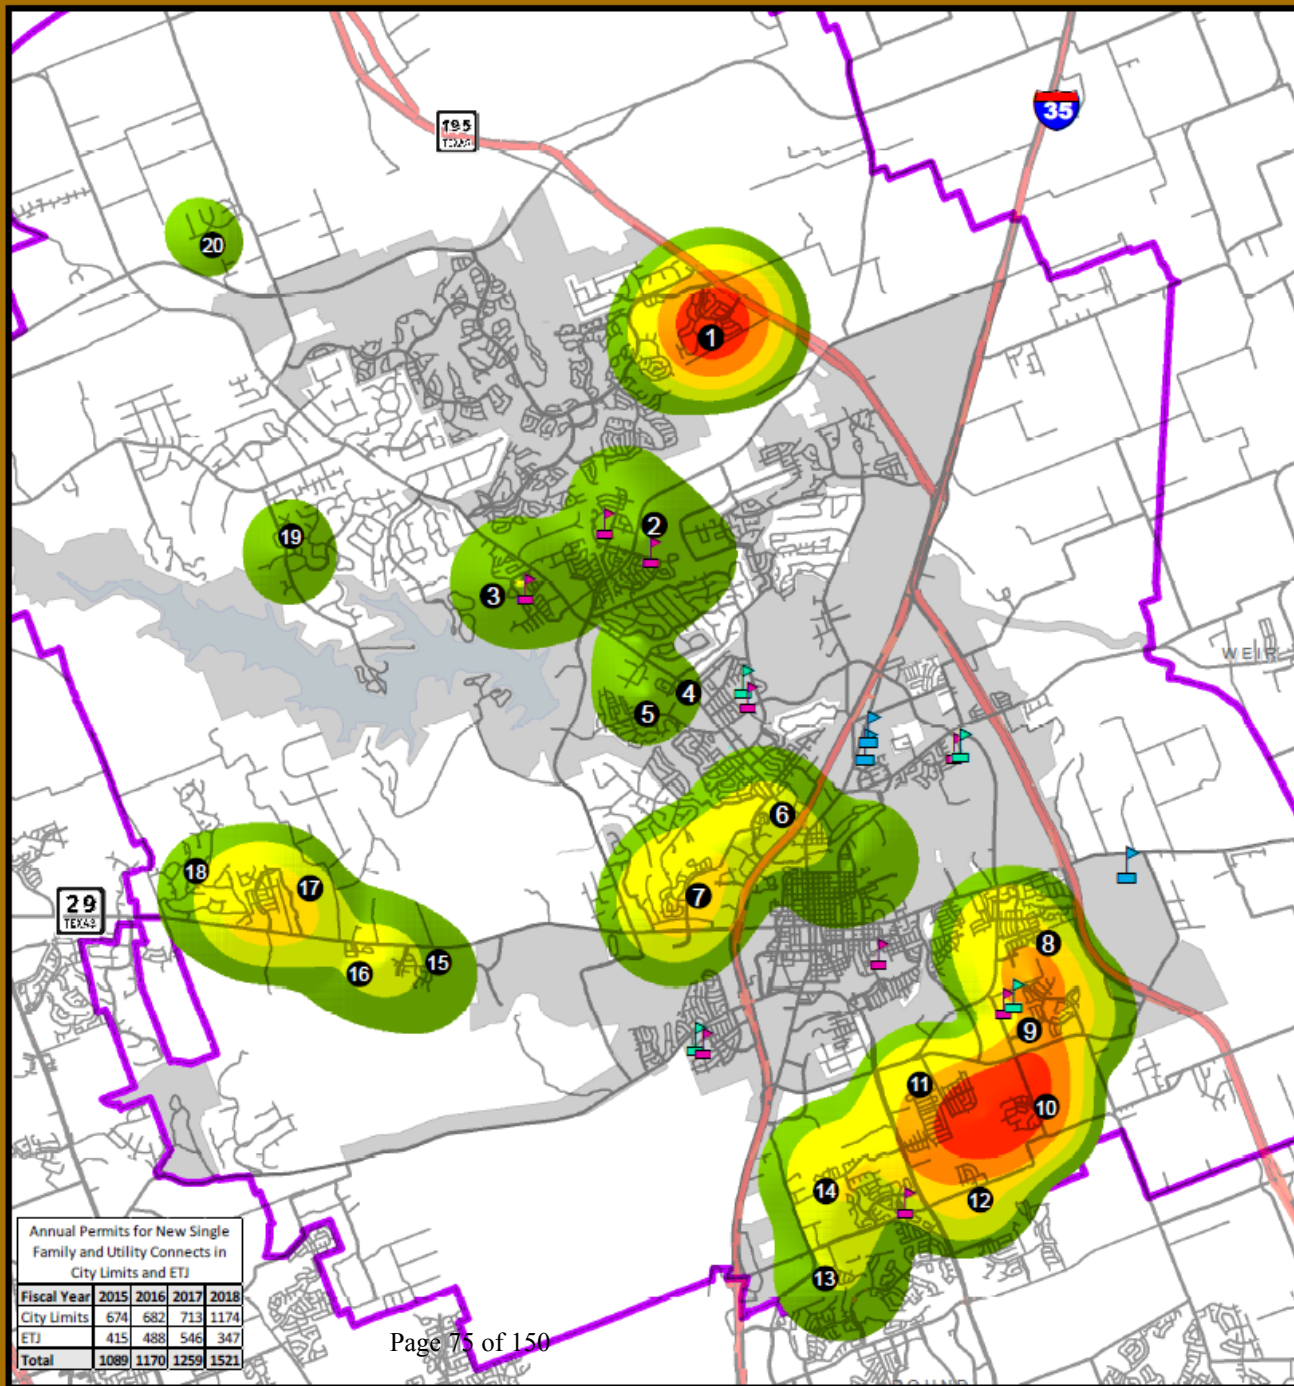 35
195
TEXAS
20
1
19
2
3
WEIR
4
5
6
18
17
7
29
TEXAS
8
16
15
9
11
10
14
12
13
Annual Permits for New Single
Family and Utility Connects in
City Limits and ETJ
Fiscal Year 2015 2016 2017 2018
City Limits 674 682 713 1174
ETJ 415 488 546 347
Total 1089 1170 1259 1521
Page 75 of 150
ROUND